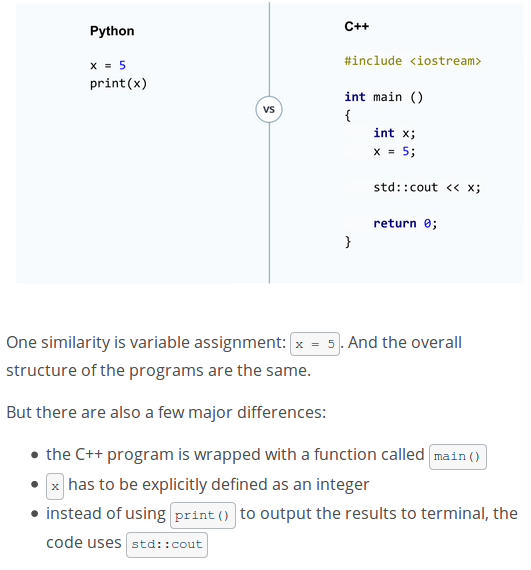 Python
x = 5
print(x)
vs
C++
#include <iostream>
int main ()
{
int x;
x = 5;
std::cout << x;
return 0;
}
One similarity is variable assignment: x = 5. And the overall
structure of the programs are the same.
But there are also a few major differences:
• the C++ program is wrapped with a function called main()
• x has to be explicitly defined as an integer
• instead of using print() to output the results to terminal, the
code uses std::cout